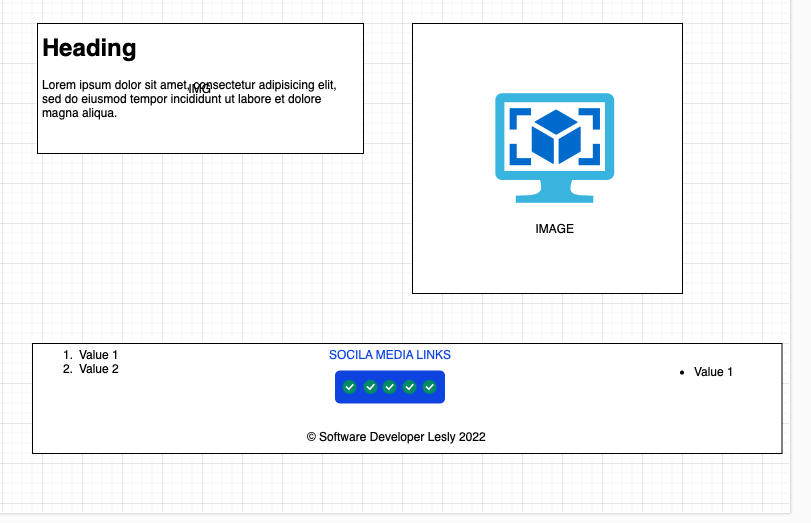 Heading
Lorem ipsum dolor sit amet, consectetur adipisicing elit,
IMG
sed do eiusmod tempor incididunt ut labore et dolore
magna aliqua.
IMAGE
1. Value 1
2. Value 2
SOCILA MEDIA LINKS
• Value 1
© Software Developer Lesly 2022